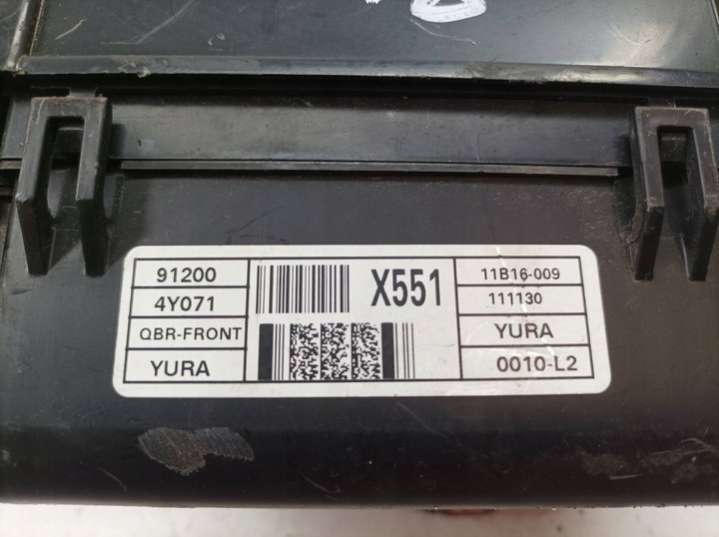 91200
4Y071
QBR-FRONT
YURA
X551
11B16-009
111130
YURA
0010-L2